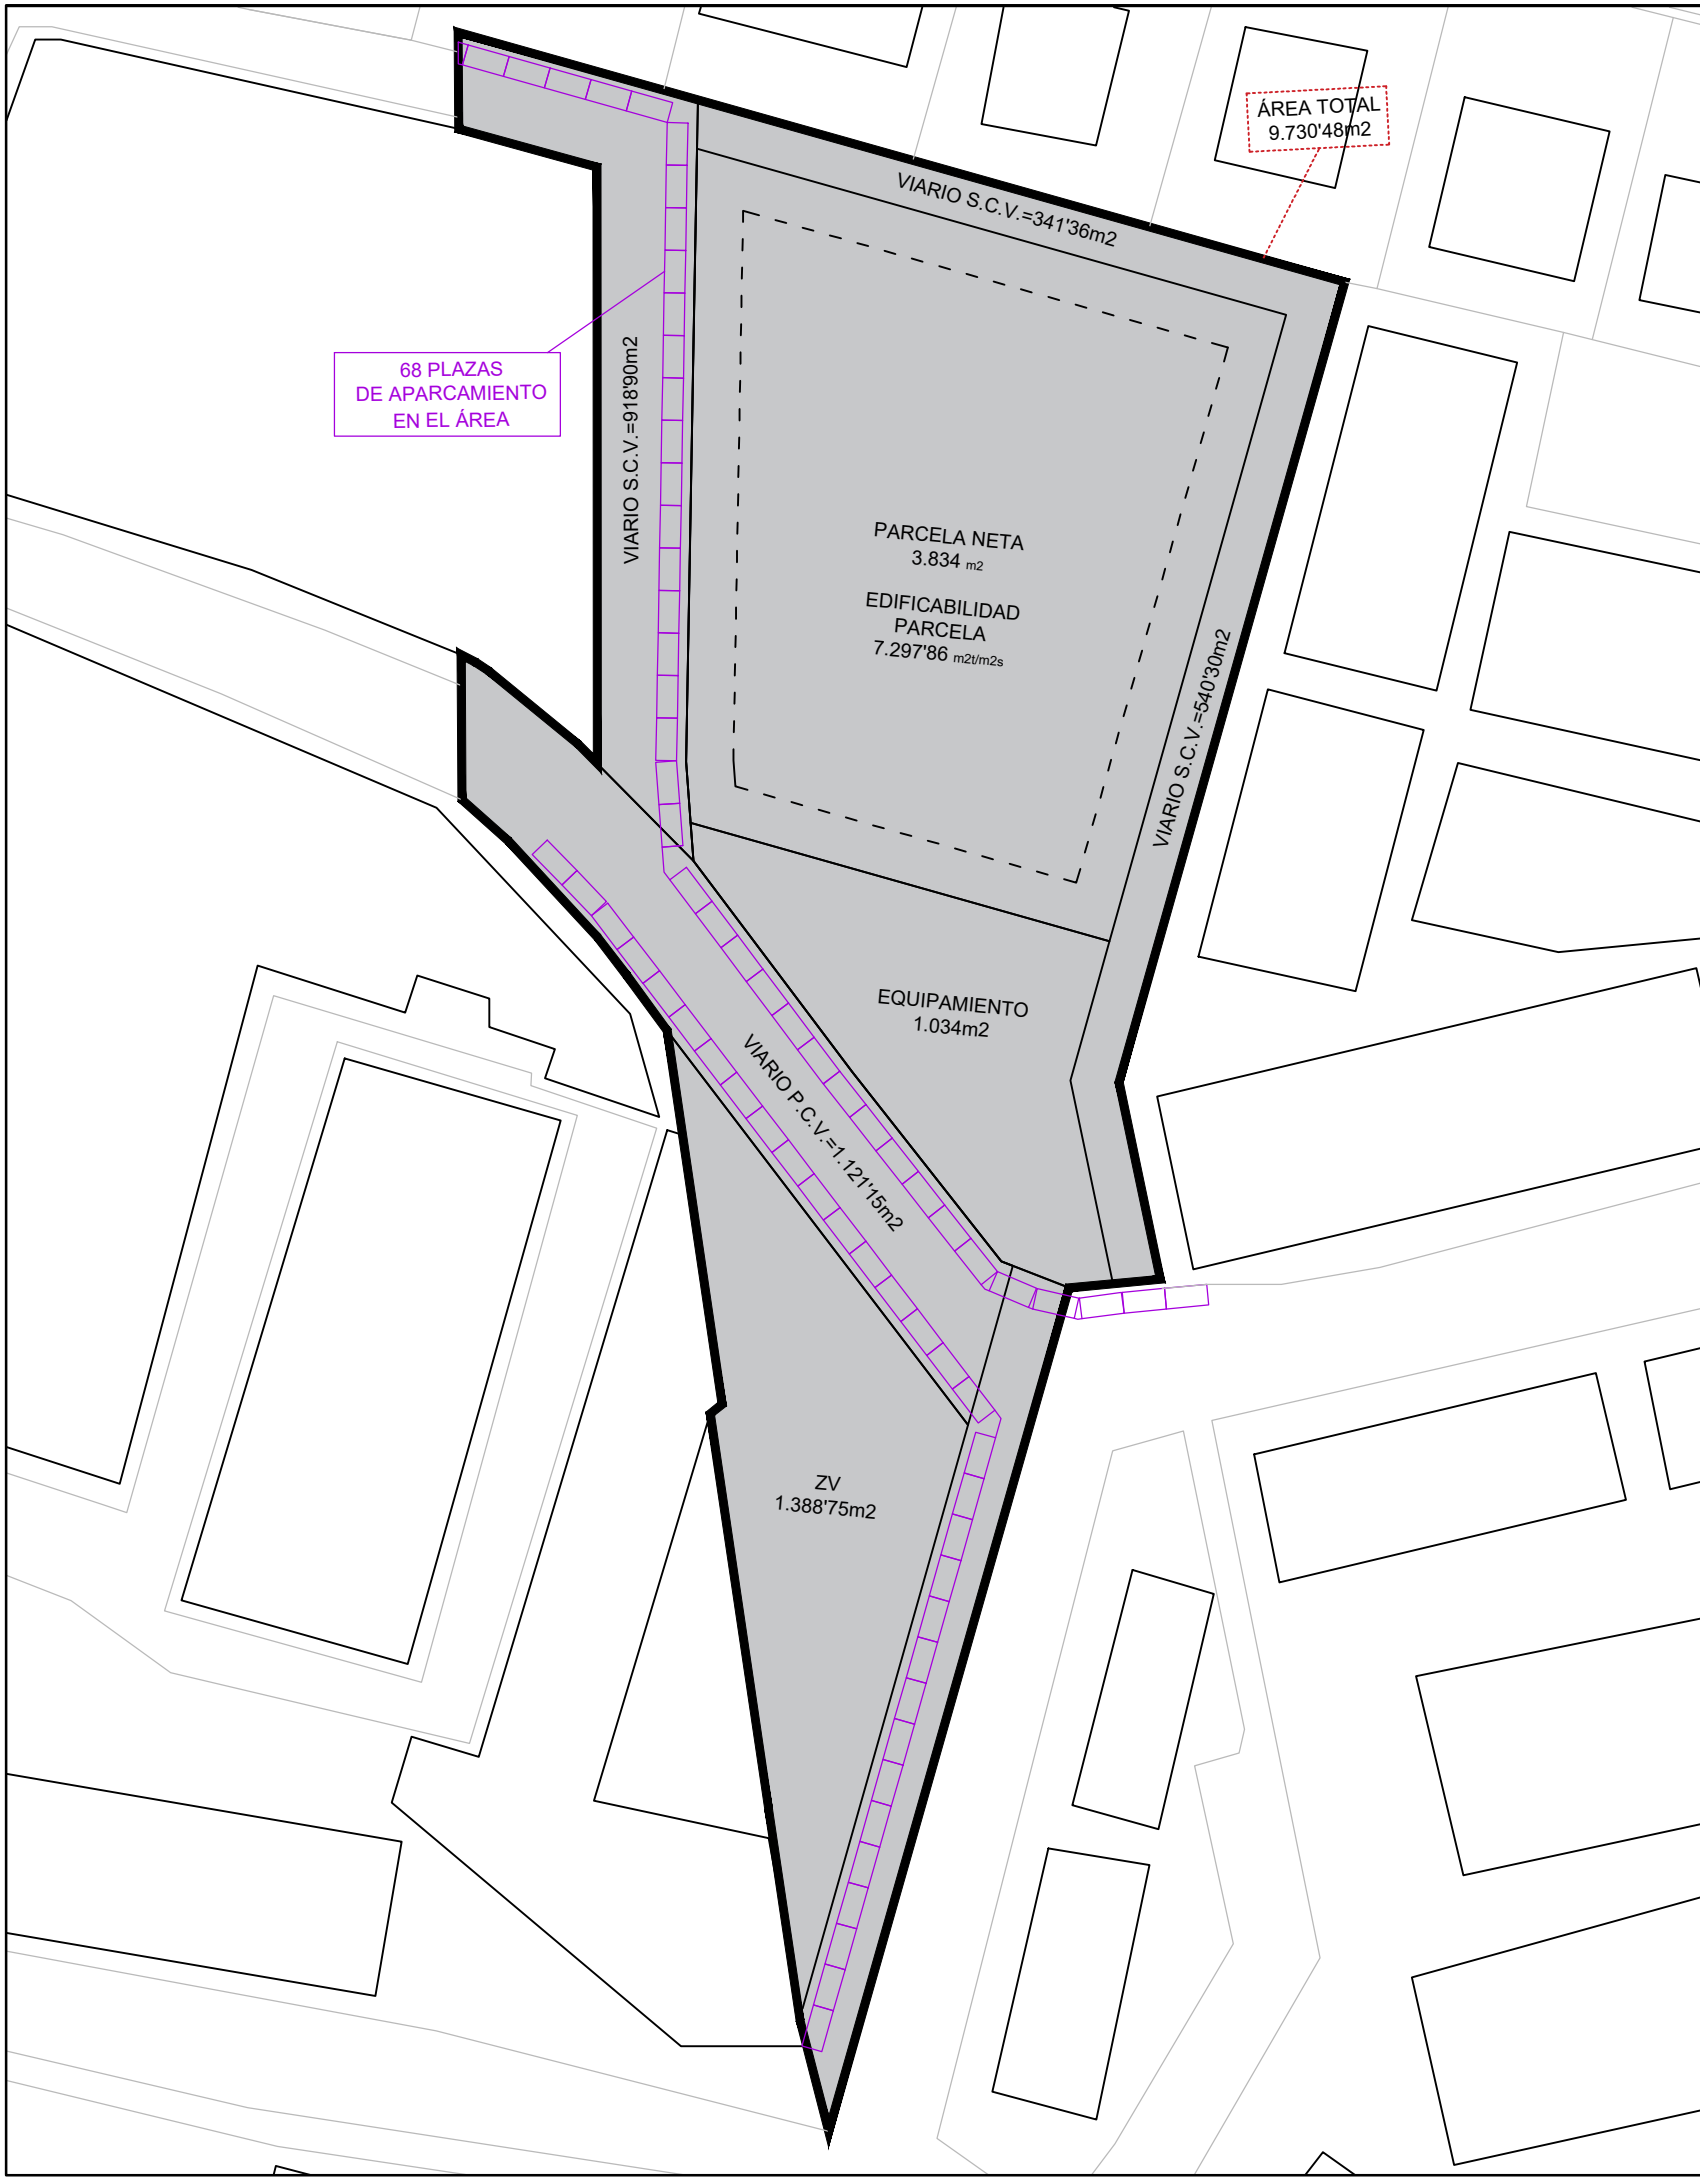 ÁREA TOTAL
9.730'48m2
VIARIO S.C.V.=341'36m2
68 PLAZAS
DE APARCAMIENTO
EN EL ÁREA
VIARIO S.C.V.=918'90m2
PARCELA NETA
3.834 m2
EDIFICABILIDAD
PARCELA
7.297'86 m2t/m2s
VIARIO S.C.V.=540'30m2
EQUIPAMIENTO
1.034m2
VIARIO P.C.V.=1.121'15m2
ZV
1.388'75m2